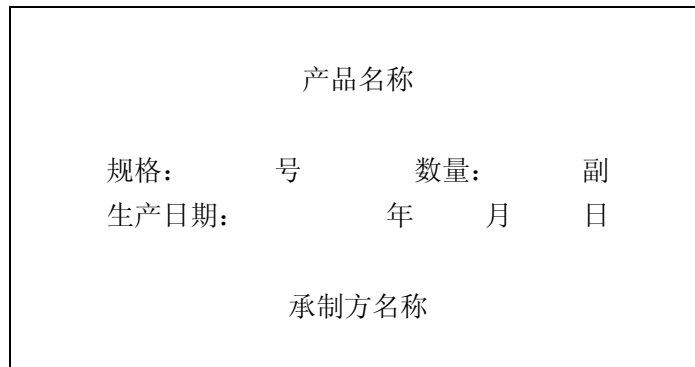 产品名称
规格： 号 数量： 副
生产日期： 年 月 日
承制方名称